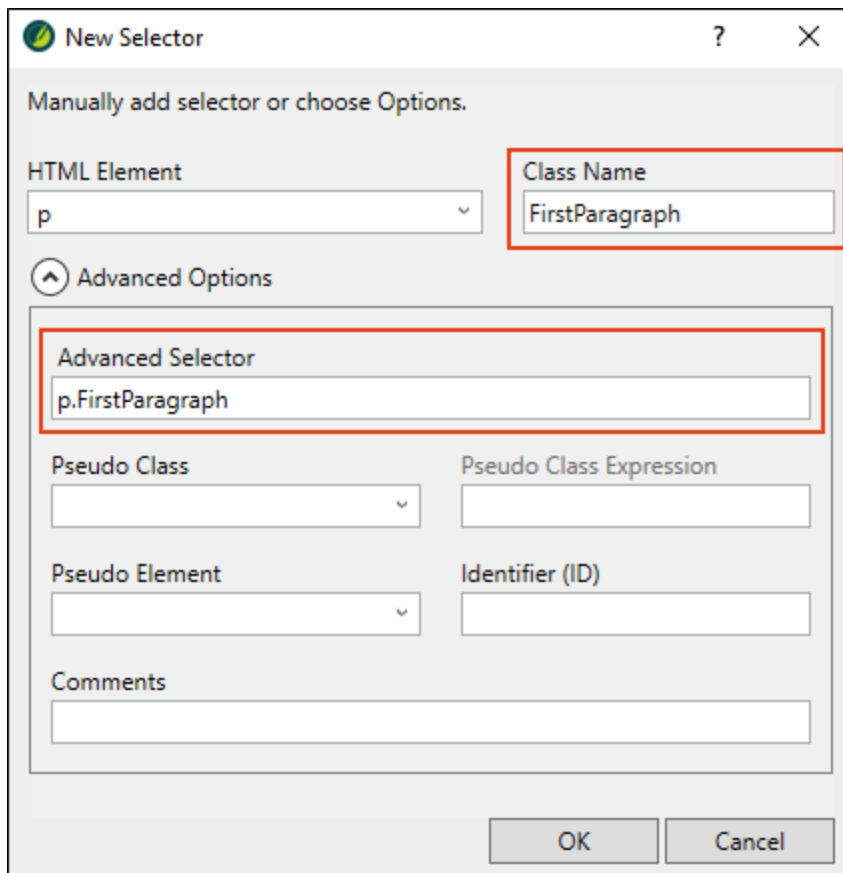 New Selector
?
Manually add selector or choose Options.
HTML Element
Class Name
p
FirstParagraph
Advanced Options
Advanced Selector
p.FirstParagraph
Pseudo Class
Pseudo Class Expression
Pseudo Element
Identifier (ID)
Comments
OK
Cancel